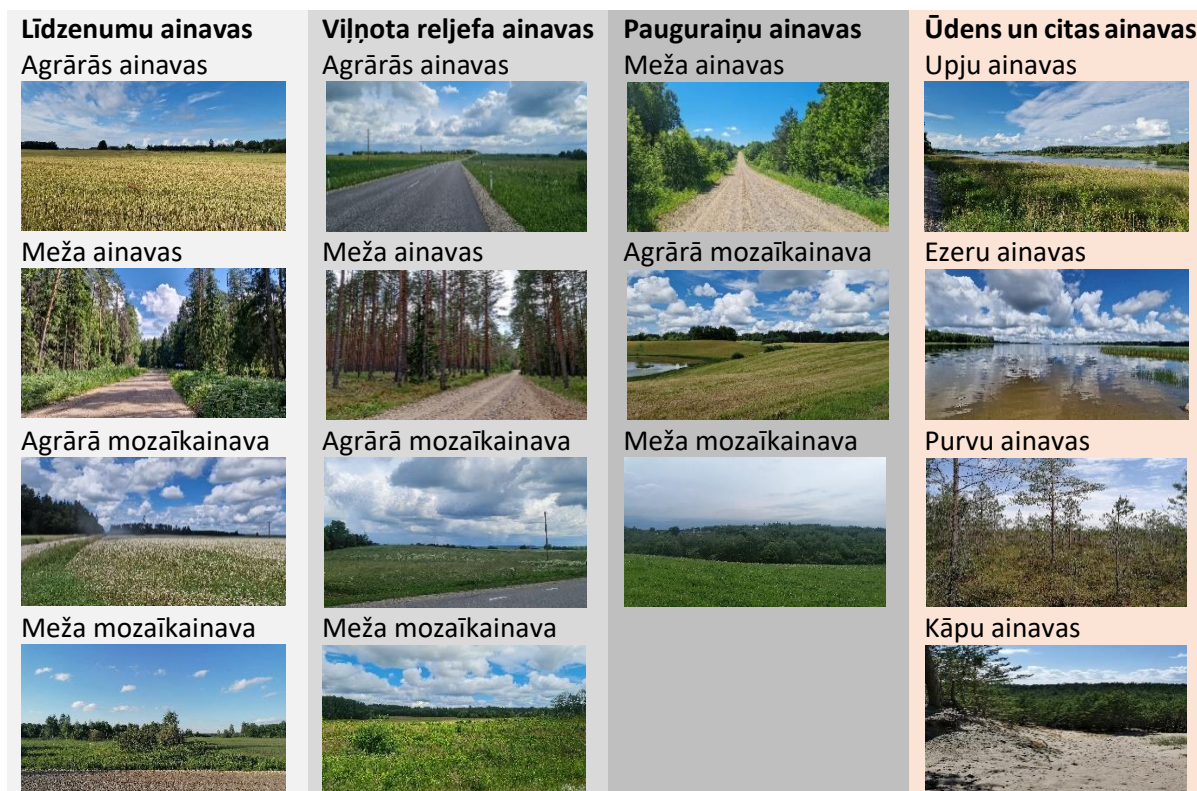 Līdzenumu ainavas
Agrārās ainavas
Meža ainavas
Agrārā mozaīkainava
Meža mozaīkainava
Viļņota reljefa ainavas
Agrārās ainavas
Meža ainavas
Agrārā mozaīkainava
Meža mozaīkainava
Pauguraiņu ainavas
Meža ainavas
Agrārā mozaīkainava
Meža mozaīkainava
Ūdens un citas ainavas
Upju ainavas
Ezeru ainavas
Purvu ainavas
Kāpu ainavas